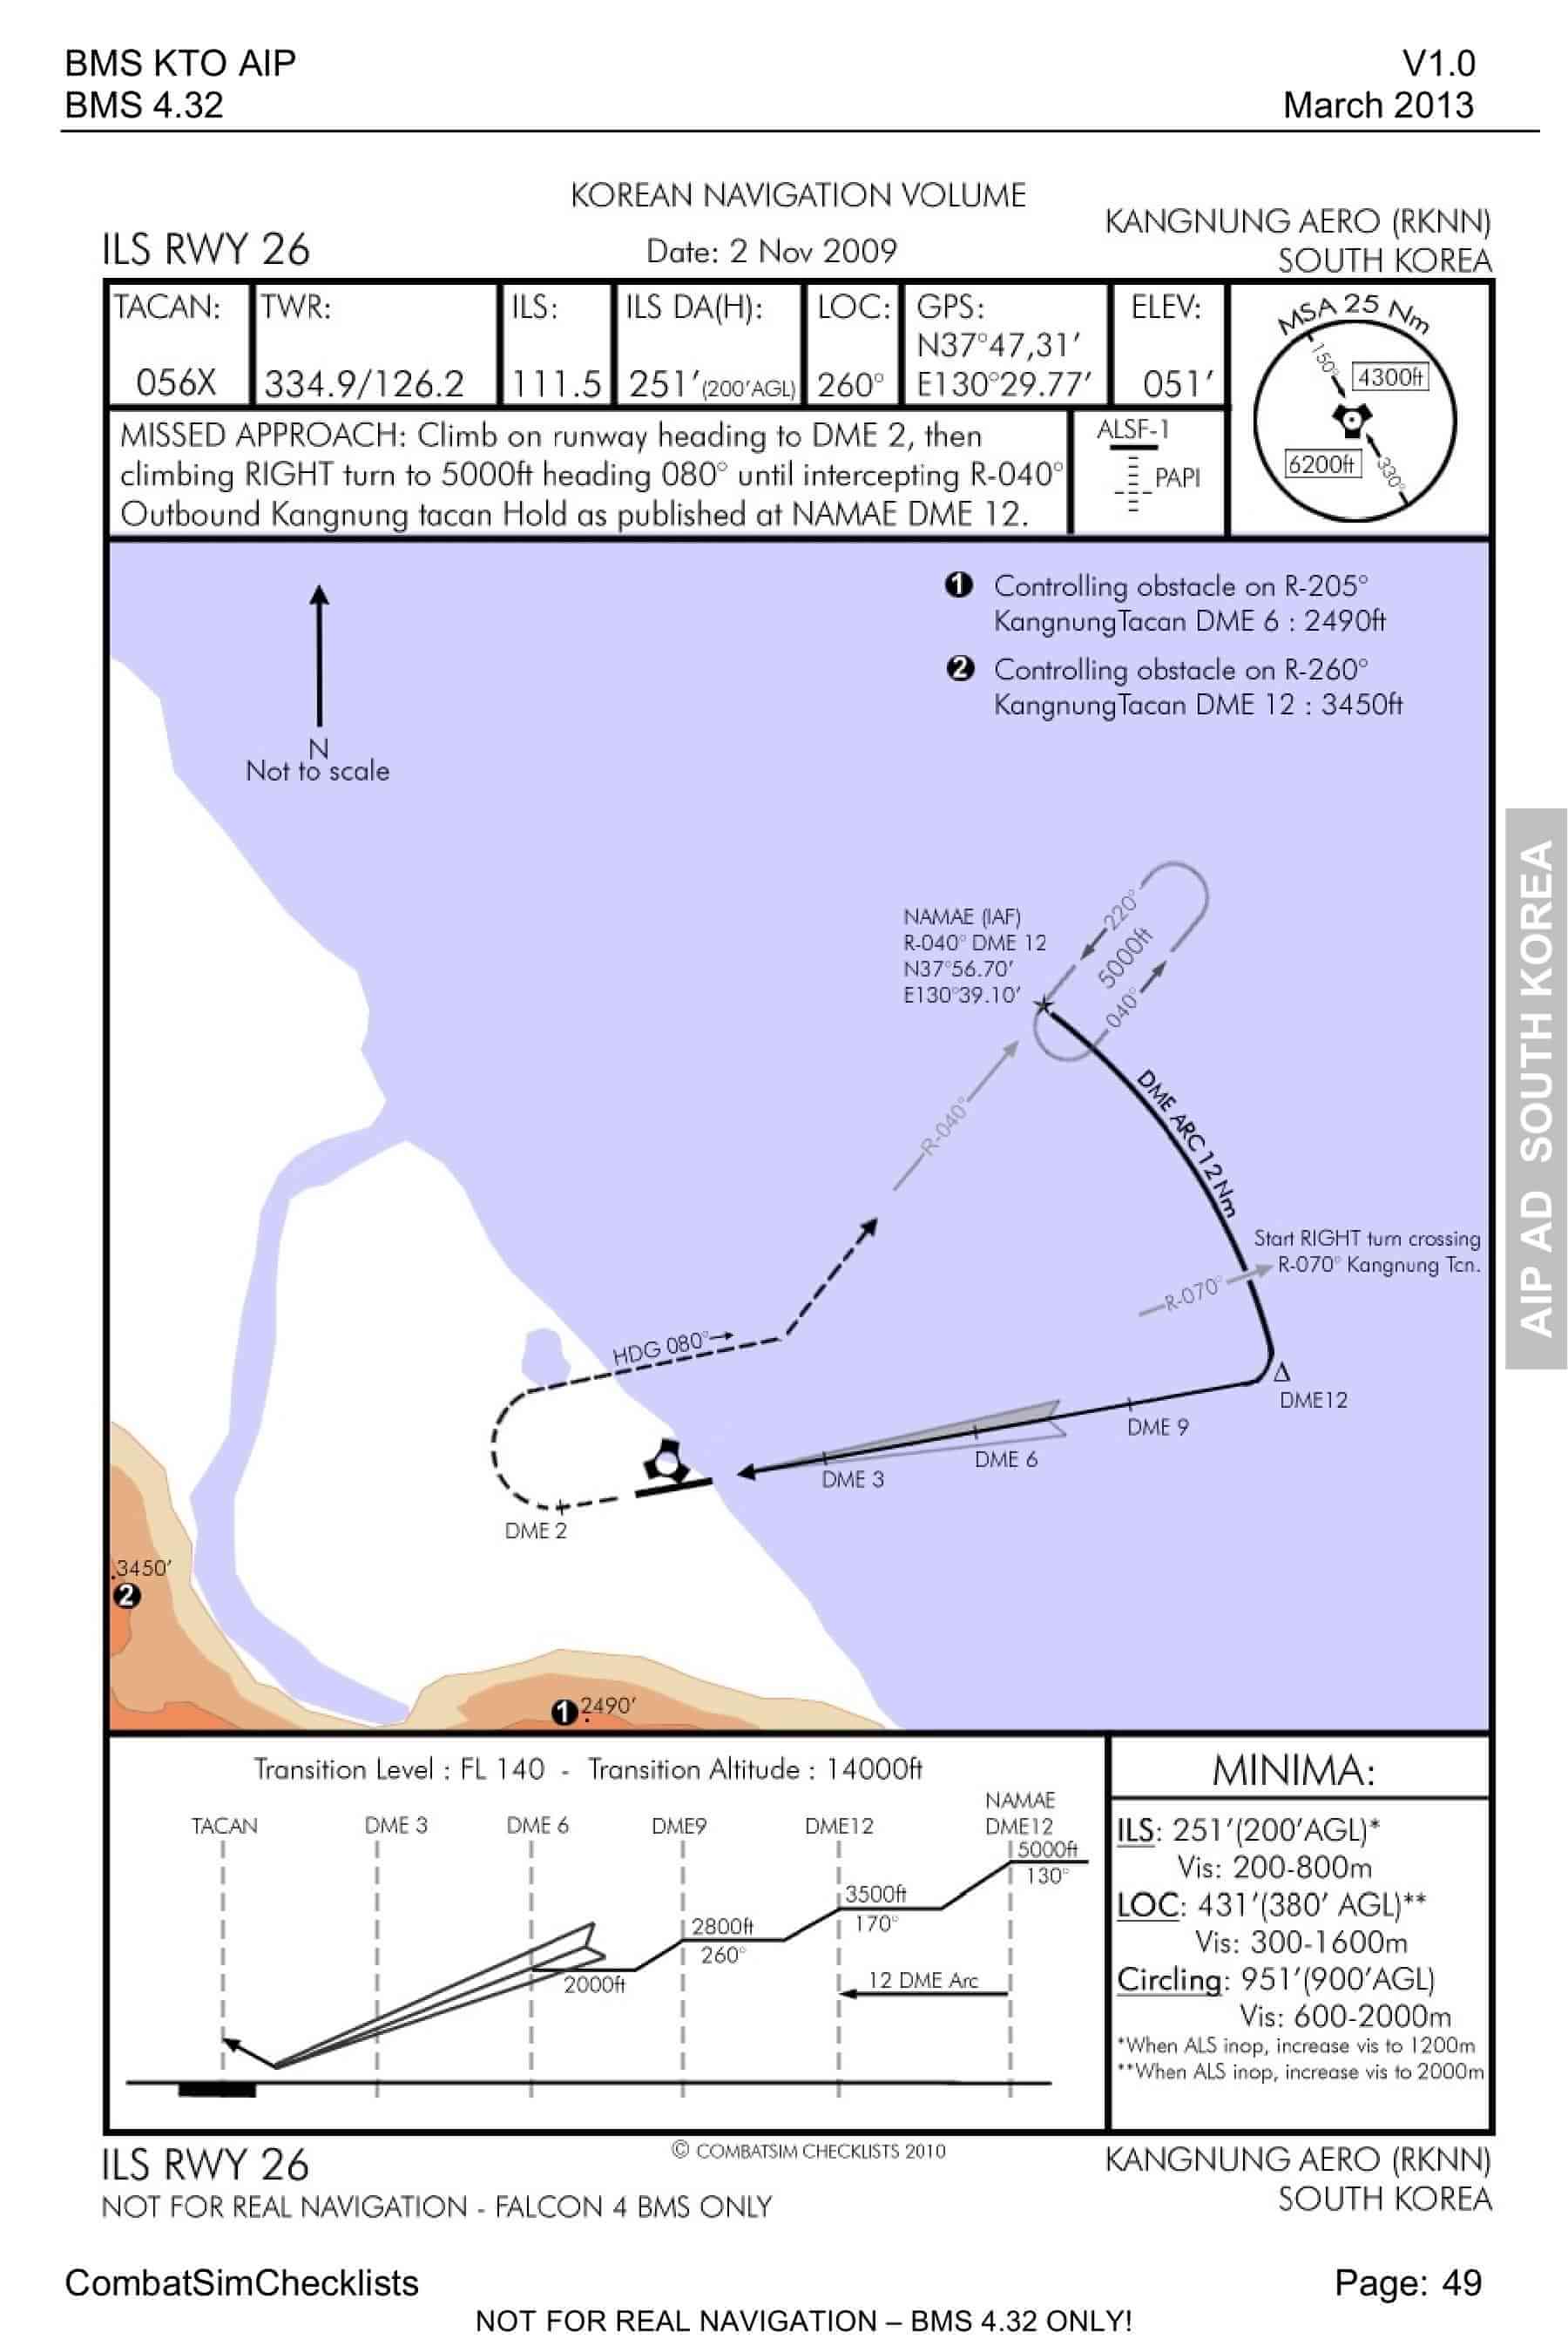 BMS KTO AIP
V1.0
BMS 4.32
March 2013
KOREAN NAVIGATION VOLUME
ILS RWY 26
Date: 2 Nov 2009
KANGNUNG AERO (RKNN)
SOUTH KOREA
TACAN:
056X
TWR:
334.9/126.2
ILS:
111.5
ILS DA(H):
251′(200′AGL)
LOC:
260°
GPS:
N37°47,31′
E130°29.77′
ELEV:
051′
MSA 25 Nm
150°
4300ft
6200ft
330°
MISSED APPROACH: Climb on runway heading to DME 2, then
climbing RIGHT turn to 5000ft heading 080° until intercepting R-040°
Outbound Kangnung tacan Hold as published at NAMAE DME 12.
ALSF-1
PAPI
1 Controlling obstacle on R-205°
KangnungTacan DME 6 : 2490ft
2 Controlling obstacle on R-260°
KangnungTacan DME 12 : 3450ft
N
Not to scale
NAMAE (IAF)
R-040° DME 12
N37°56.70′
E130°39.10′
220°
5000ft
040°
R-040°
DME ARC 12 Nm
Start RIGHT turn crossing
R-070° Kangnung Tcn.
R-070°
HDG 080°
DME12
DME 9
DME 6
DME 3
DME 2
3450′
2
1
2490′
AIP AD SOUTH KOREA
Transition Level : FL 140 - Transition Altitude : 14000ft
TACAN
DME 3
DME 6
DME9
DME12
NAMAE
DME12
5000ft
130°
3500ft
170°
2800ft
260°
2000ft
12 DME Arc
MINIMA:
ILS: 251′(200′AGL)*
Vis: 200-800m
LOC: 431′(380′ AGL)**
Vis: 300-1600m
Circling: 951′(900′AGL)
Vis: 600-2000m
*When ALS inop, increase vis to 1200m
**When ALS inop, increase vis to 2000m
ILS RWY 26
© COMBATSIM CHECKLISTS 2010
KANGNUNG AERO (RKNN)
SOUTH KOREA
NOT FOR REAL NAVIGATION - FALCON 4 BMS ONLY
CombatSimChecklists
Page: 49
NOT FOR REAL NAVIGATION – BMS 4.32 ONLY!